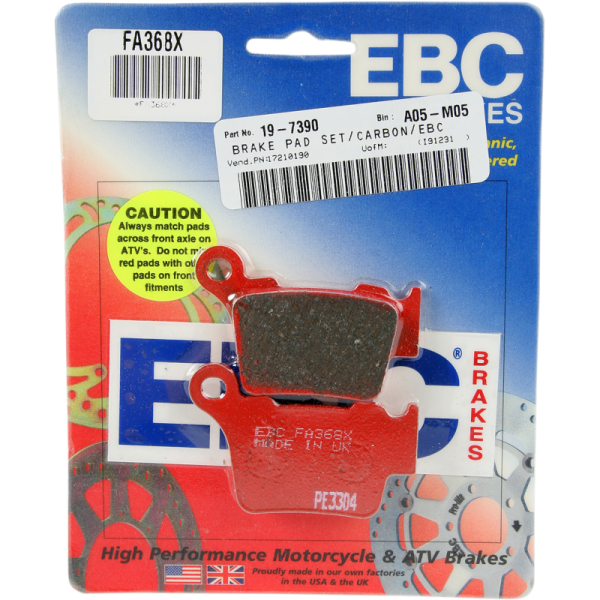 FA368X
EBC
BRAKES
Part No. 19-7390 Bin: A05-M05
BRAKE PAD SET/CARBON/EBC
Vend.PN:17210190 UofM: (191231 )
CAUTION
Always match pads
across front axle on
ATV's. Do not
red pads with
pads on front
fitments
EBC®
BRAKES
EBC FA368X
MADE IN UK
PE3304
High Performance Motorcycle & ATV Brakes
Proudly made in our own factories
in the USA & the UK